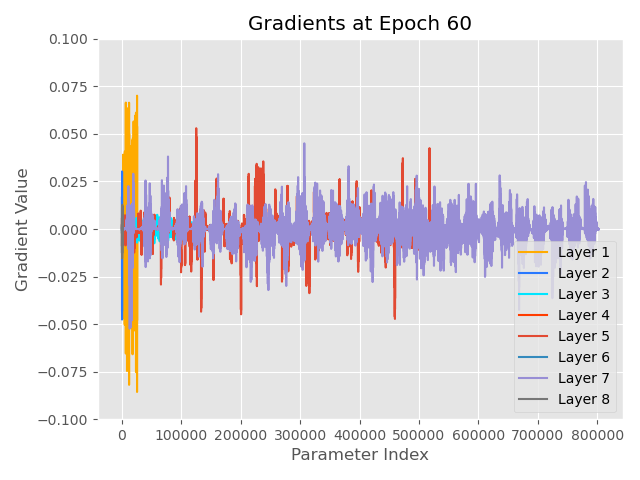 Gradients at Epoch 60
0.100
0.075
0.050
0.025
0.000
−0.025
−0.050
−0.075
−0.100
Gradient Value
0 100000 200000 300000 400000 500000 600000 700000 800000
Parameter Index
Layer 1
Layer 2
Layer 3
Layer 4
Layer 5
Layer 6
Layer 7
Layer 8